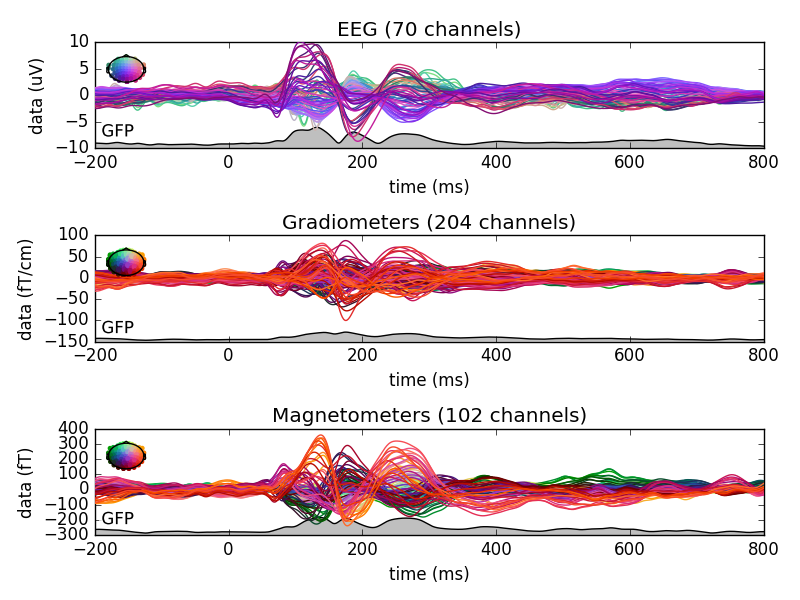 EEG (70 channels)
10
5
0
−5
−10
data (uV)
GFP
−200 0 200 400 600 800
time (ms)
Gradiometers (204 channels)
100
50
0
−50
−100
−150
data (fT/cm)
GFP
−200 0 200 400 600 800
time (ms)
Magnetometers (102 channels)
400
300
200
100
0
−100
−200
−300
data (fT)
GFP
−200 0 200 400 600 800
time (ms)